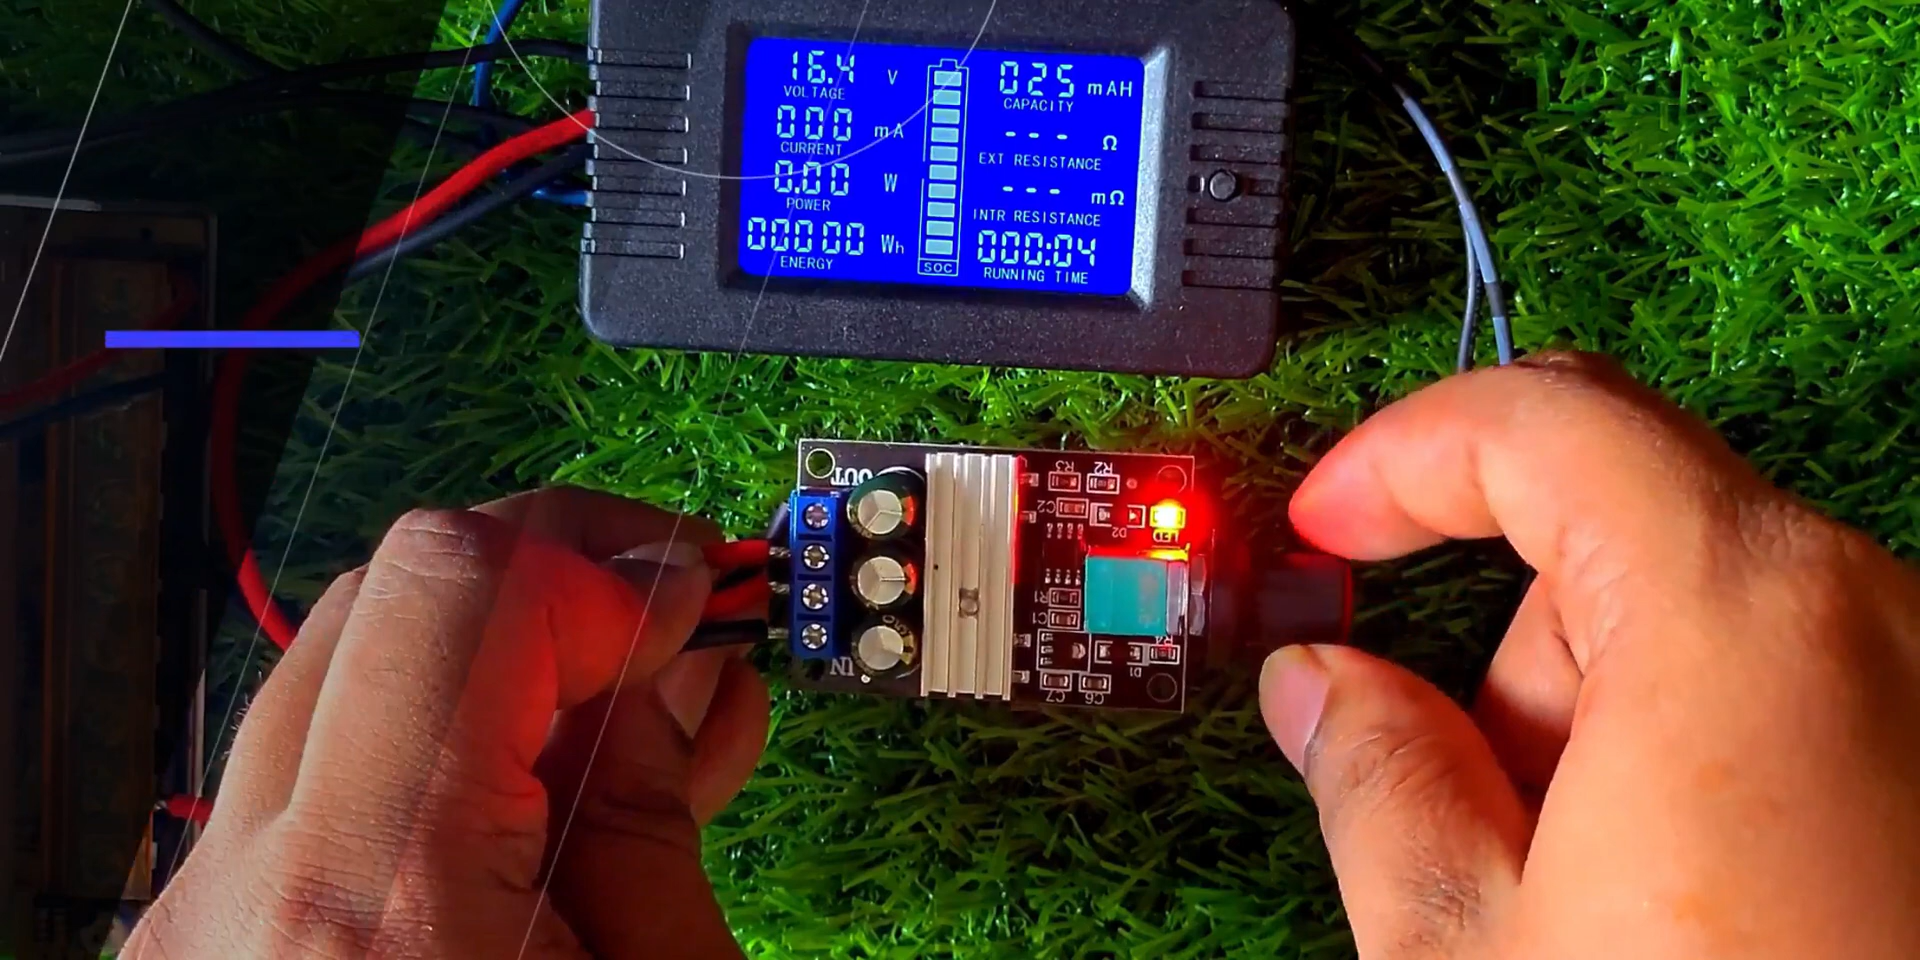 16.4 V
VOLTAGE
000 mA
CURRENT
0.00 W
POWER
00000 Wh
ENERGY
SOC
025 mAH
CAPACITY
--- Ω
EXT RESISTANCE
--- mΩ
INTR RESISTANCE
000:04
RUNNING TIME
OUT
IN
R3
R2
C2
D2
LED
R1
C1
R4
D1
C7
C6